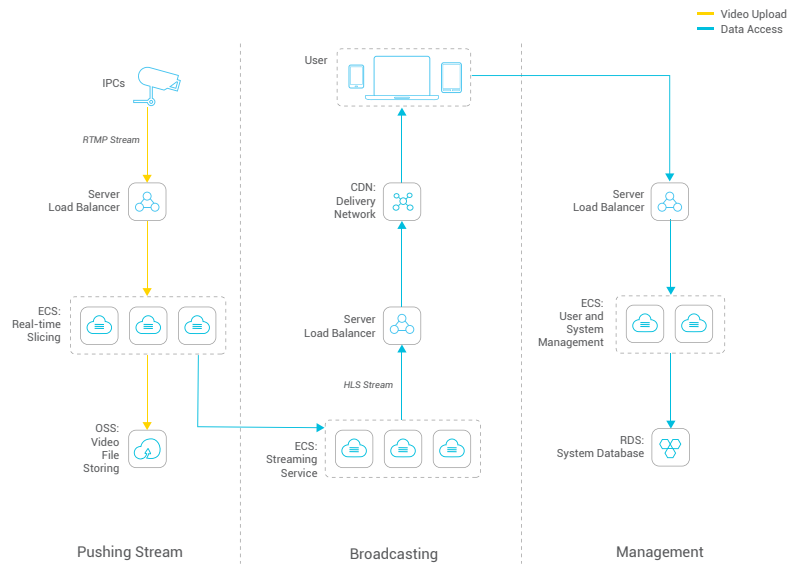 Video Upload
Data Access
IPCs
RTMP Stream
Server
Load Balancer
ECS:
Real-time
Slicing
OSS:
Video
File
Storing
Pushing Stream
User
CDN:
Delivery
Network
Server
Load Balancer
HLS Stream
ECS:
Streaming
Service
Broadcasting
Server
Load Balancer
ECS:
User and
System
Management
RDS:
System Database
Management